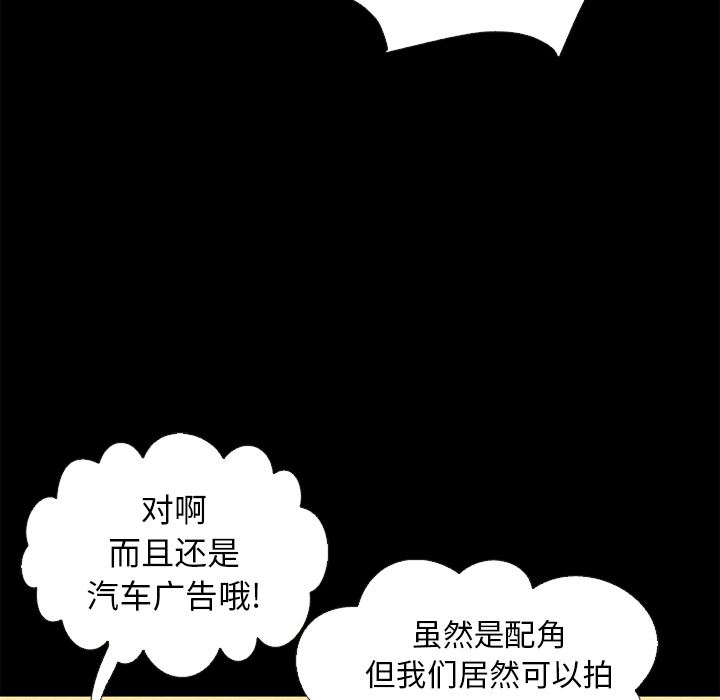 对啊
而且还是
汽车广告哦!
虽然是配角
但我们居然可以拍